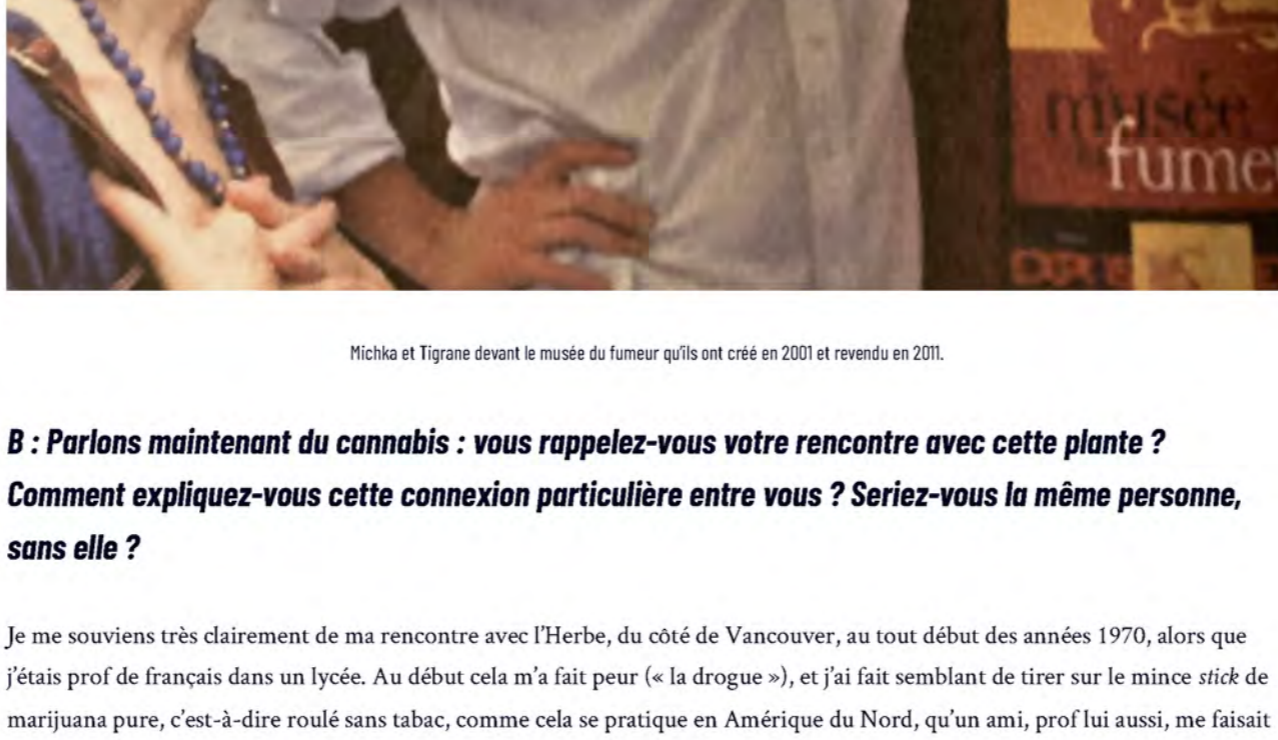 musée
fume
Michka et Tigrane devant le musée du fumeur qu'ils ont créé en 2001 et revendu en 2011.
B : Parlons maintenant du cannabis : vous rappelez-vous votre rencontre avec cette plante ?
Comment expliquez-vous cette connexion particulière entre vous ? Seriez-vous la même personne,
sans elle ?
Je me souviens très clairement de ma rencontre avec l'Herbe, du côté de Vancouver, au tout début des années 1970, alors que
j'étais prof de français dans un lycée. Au début cela m'a fait peur (« la drogue »), et j'ai fait semblant de tirer sur le mince stick de
marijuana pure, c'est-à-dire roulé sans tabac, comme cela se pratique en Amérique du Nord, qu'un ami, prof lui aussi, me faisait